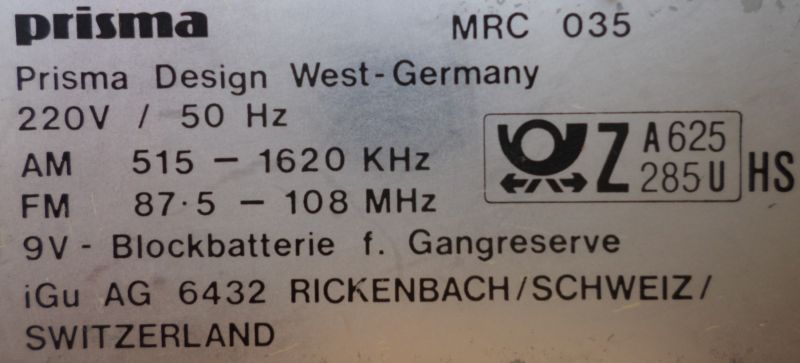 prisma MRC 035
Prisma Design West-Germany
220V / 50 Hz
AM 515 – 1620 KHz
FM 87·5 – 108 MHz
Z A625 285U HS
9V - Blockbatterie f. Gangreserve
iGu AG 6432 RICKENBACH/SCHWEIZ/
SWITZERLAND